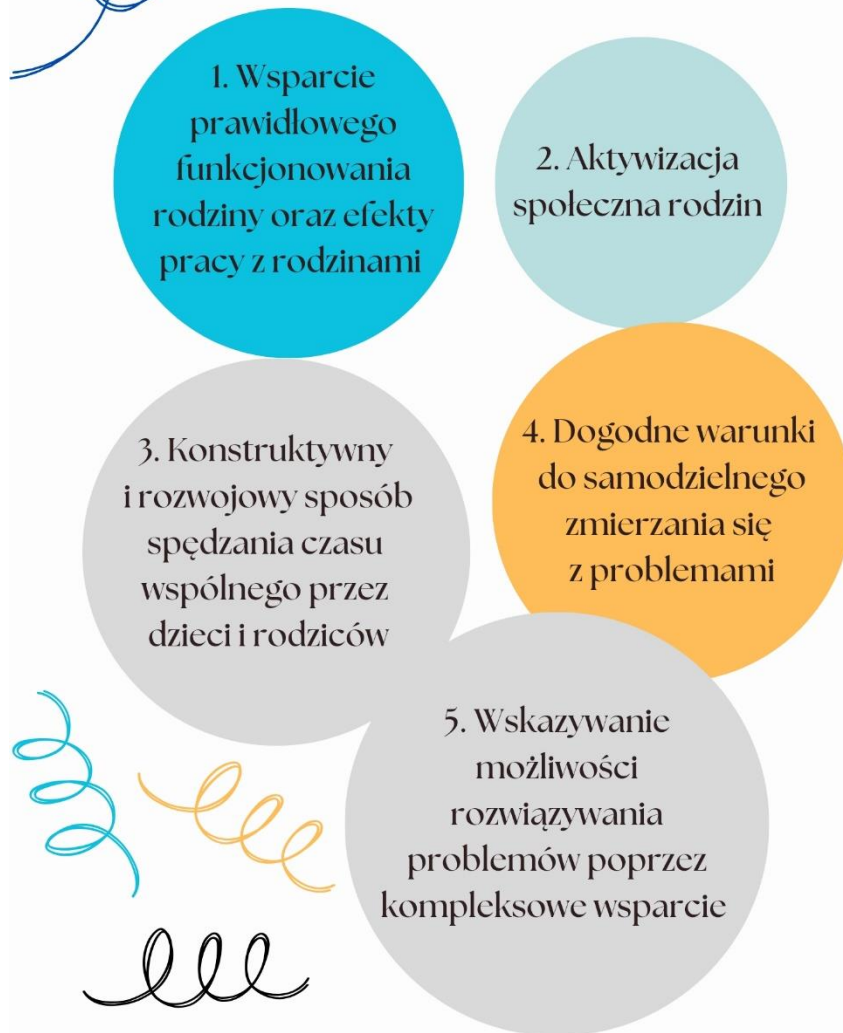 1. Wsparcie
prawidłowego
funkcjonowania
rodziny oraz efekty
pracy z rodzinami
2. Aktywizacja
społeczna rodzin
3. Konstruktywny
i rozwojowy sposób
spędzania czasu
wspólnego przez
dzieci i rodziców
4. Dogodne warunki
do samodzielnego
zmierzania się
z problemami
5. Wskazywanie
możliwości
rozwiązywania
problemów poprzez
kompleksowe wsparcie